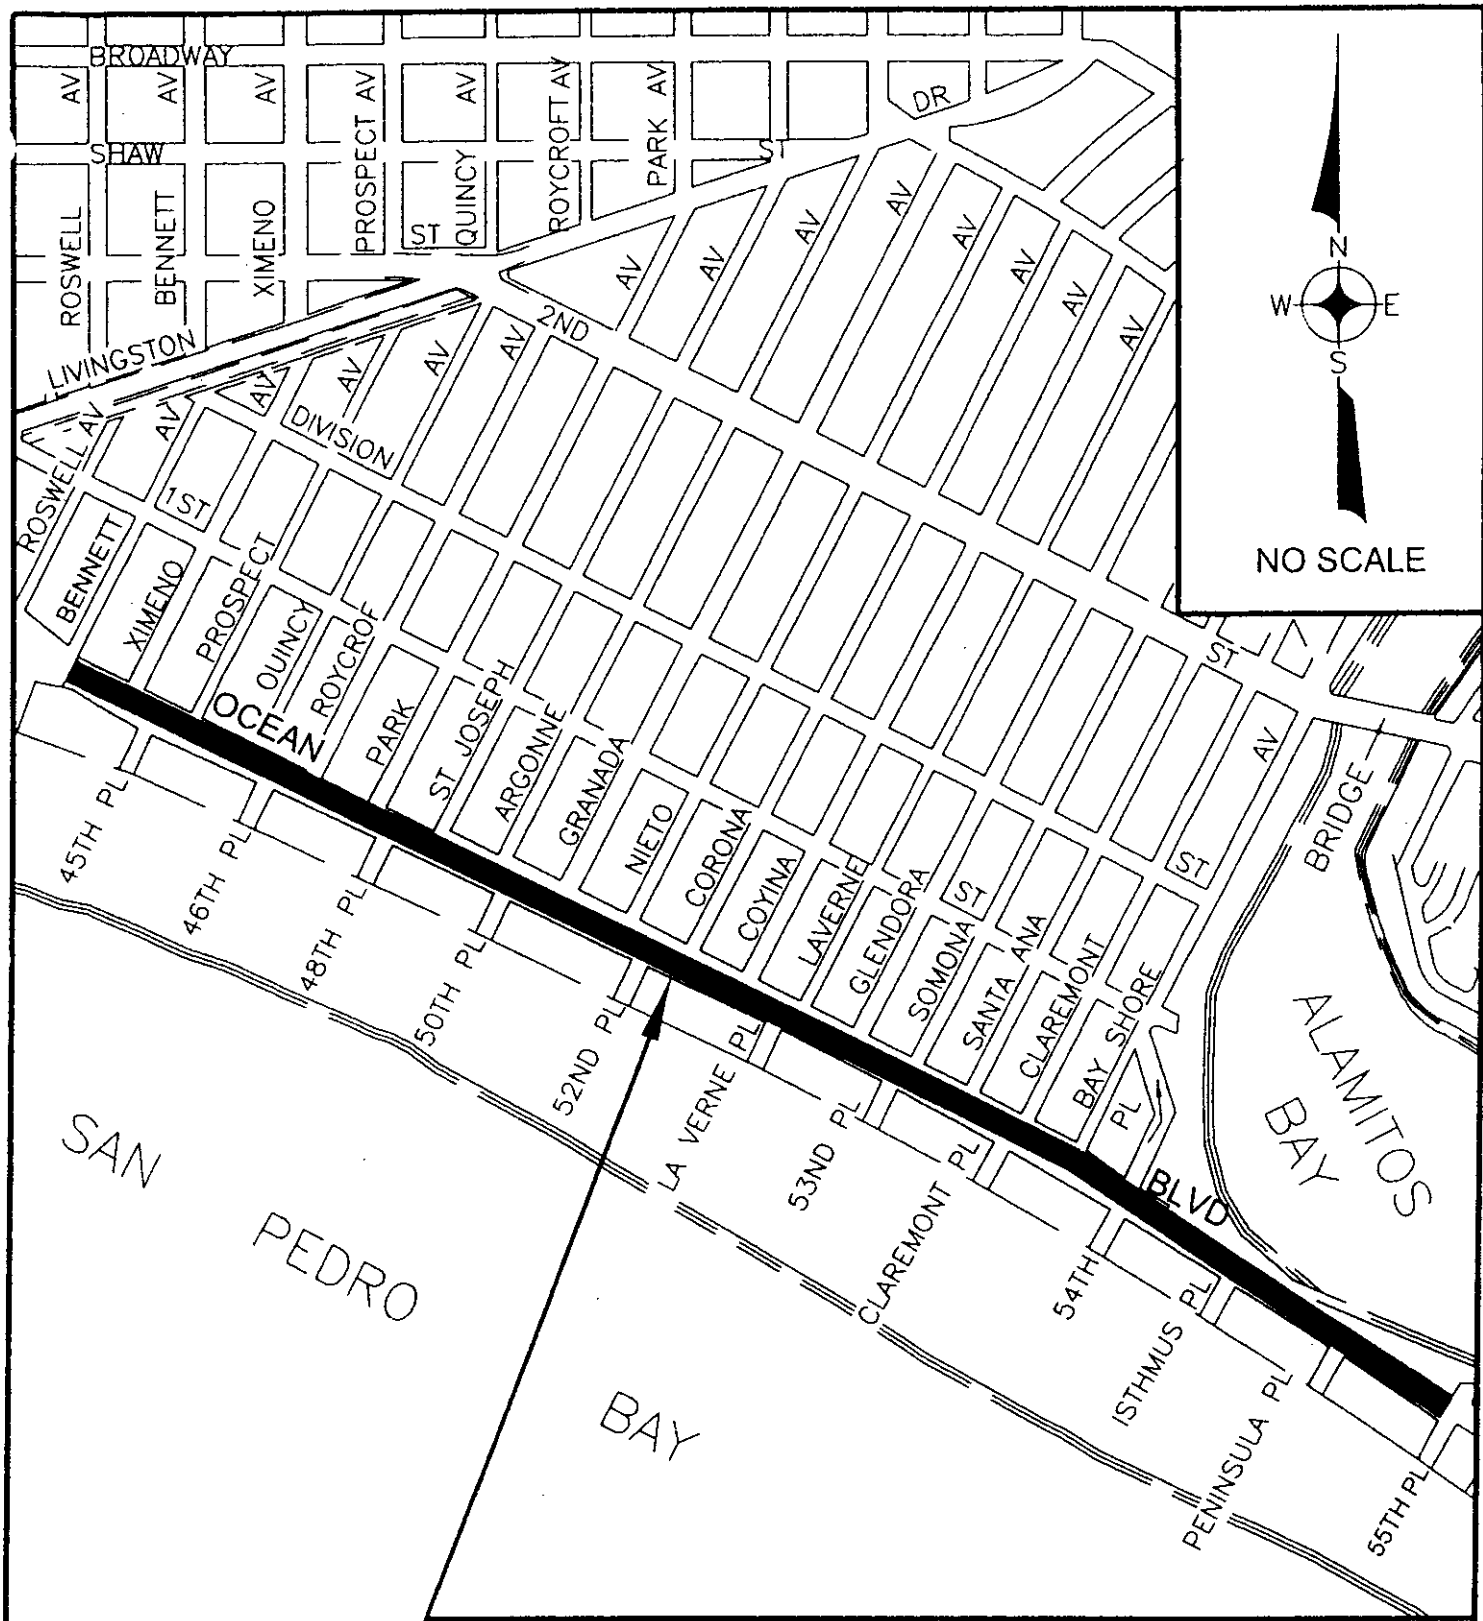 BROADWAY
AV
AV
AV
PROSPECT AV
AV
ROYCROFT AV
PARK AV
DR
SHAW
ST
ROSWELL
BENNETT
XIMENO
ST
QUINCY
LIVINGSTON
2ND
AV
AV
AV
AV
AV
AV
AV
AV
ROSWELL AV
AV
AV
AV
AV
AV
DIVISION
1ST
N
W
E
S
NO SCALE
BENNETT
XIMENO
PROSPECT
QUINCY
ROYCROF
PARK
ST JOSEPH
ARGONNE
GRANADA
NIETO
CORONA
COYINA
LAVERNE
GLENDORA
ST
SOMONA
SANTA ANA
CLAREMONT
BAY SHORE
PL
ST
ST
AV
BRIDGE
OCEAN
BLVD
ALAMITOS
BAY
45TH PL
46TH PL
48TH PL
50TH PL
52ND PL
LA VERNE PL
53ND PL
CLAREMONT PL
54TH
ISTHMUS PL
PENINSULA PL
55TH PL
SAN
PEDRO
BAY